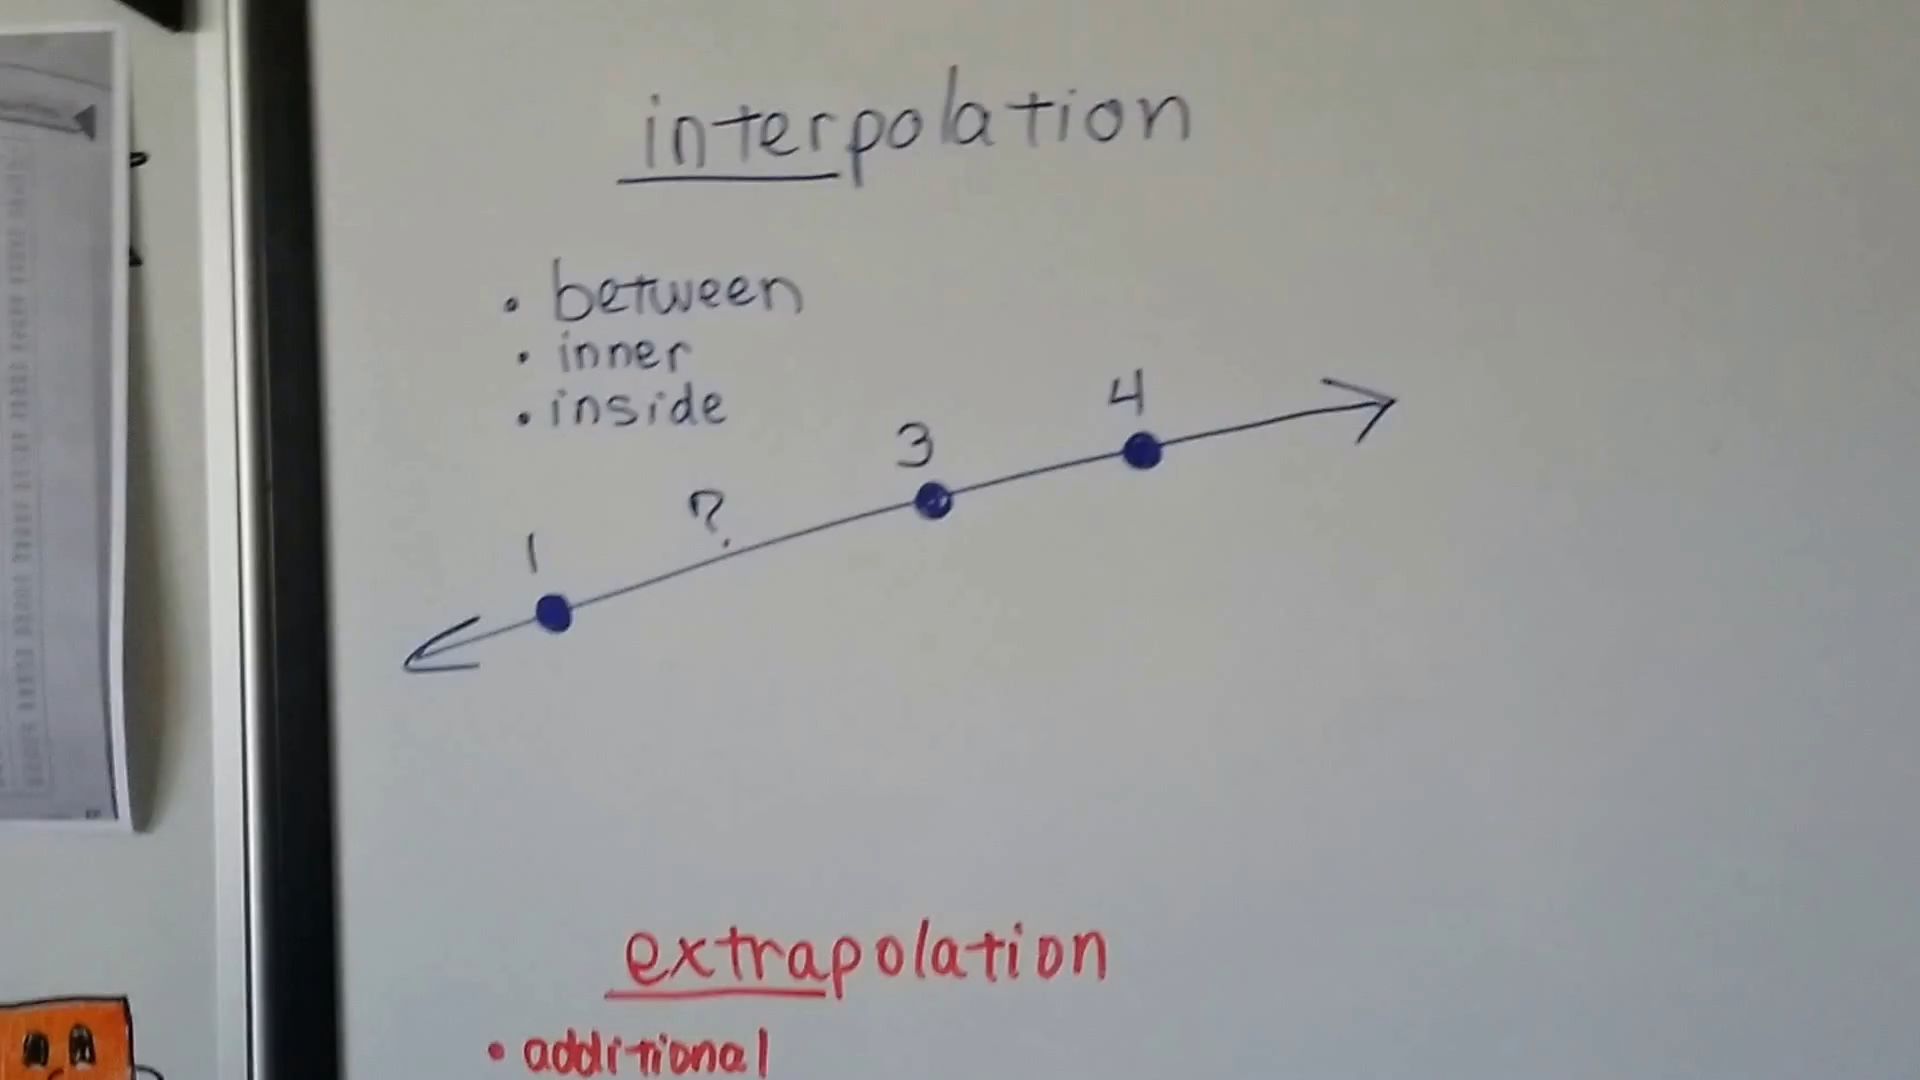 interpolation
• between
• inner
• inside
1 ? 3 4
extrapolation
• additional